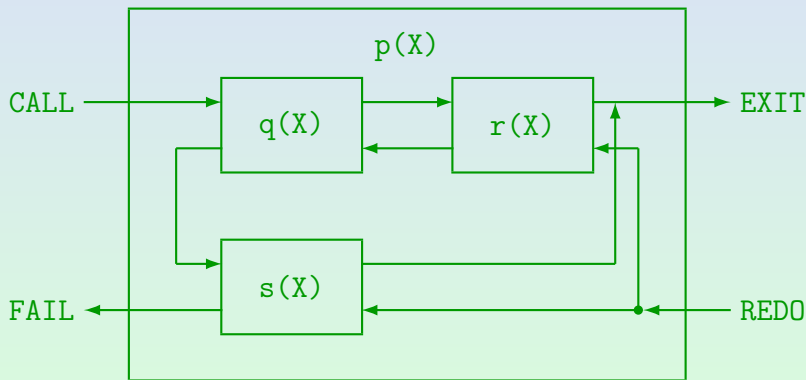 p(X)
CALL
q(X)
r(X)
EXIT
s(X)
FAIL
REDO